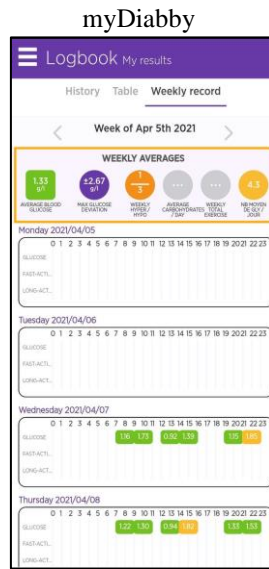 myDiabby
Logbook My results
History Table Weekly record
Week of Apr 5th 2021
WEEKLY AVERAGES
1.33 g/l ±2.67 g/l 1 3 ... ... 4.3
AVERAGE BLOOD GLUCOSE MAX GLUCOSE DEVIATION WEEKLY HYPER / HYPO AVERAGE CARBOHYDRATES / DAY WEEKLY TOTAL EXERCISE NB MOYEN DE GLY / JOUR
Monday 2021/04/05
0 1 2 3 4 5 6 7 8 9 10 11 12 13 14 15 16 17 18 19 20 21 22 23
GLUCOSE
FAST-ACTI...
LONG-ACT...
Tuesday 2021/04/06
0 1 2 3 4 5 6 7 8 9 10 11 12 13 14 15 16 17 18 19 20 21 22 23
GLUCOSE
FAST-ACTI...
LONG-ACT...
Wednesday 2021/04/07
0 1 2 3 4 5 6 7 8 9 10 11 12 13 14 15 16 17 18 19 20 21 22 23
GLUCOSE 1.16 1.73 0.92 1.39 1.15 1.85
FAST-ACTI...
LONG-ACT...
Thursday 2021/04/08
0 1 2 3 4 5 6 7 8 9 10 11 12 13 14 15 16 17 18 19 20 21 22 23
GLUCOSE 1.22 1.30 0.94 1.82 1.33 1.53
FAST-ACTI...
LONG-ACT...